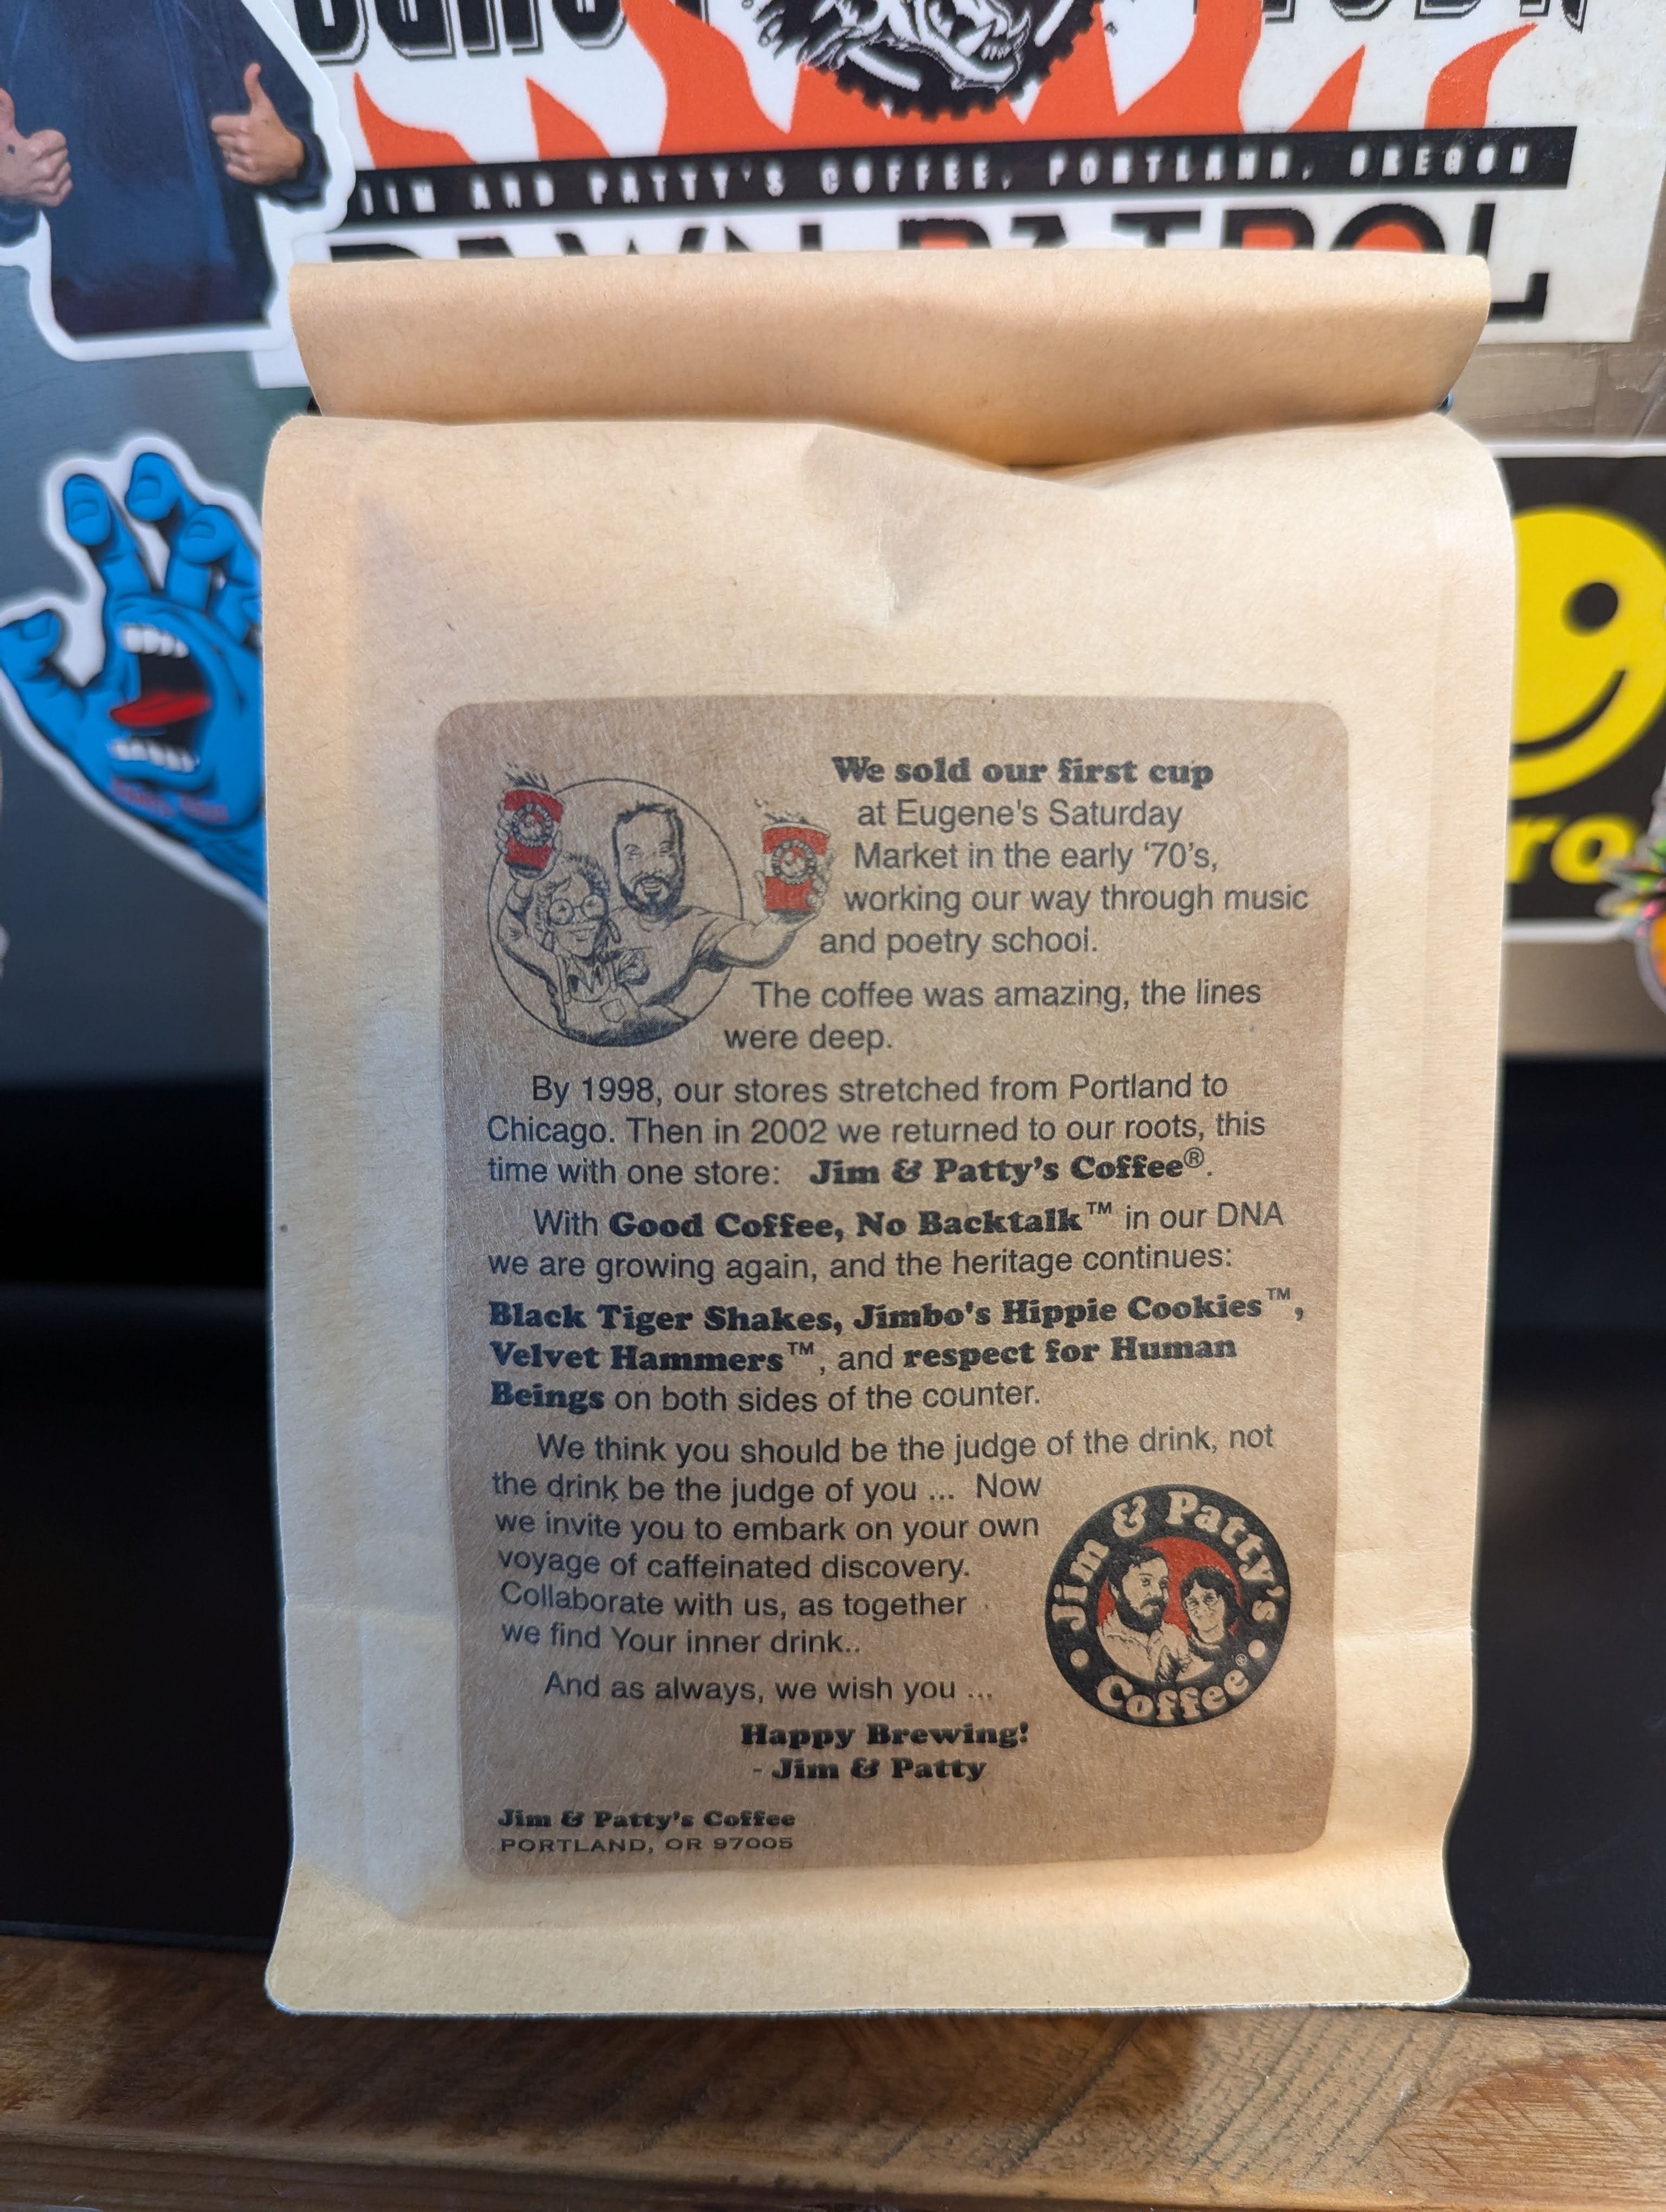 JIM AND PATTY'S COFFEE, PORTLAND, OREGON
DAWN PATROL
We sold our first cup
at Eugene's Saturday
Market in the early ‘70’s,
working our way through music
and poetry school.
The coffee was amazing, the lines
were deep.
By 1998, our stores stretched from Portland to
Chicago. Then in 2002 we returned to our roots, this
time with one store: Jim & Patty’s Coffee®.
With Good Coffee, No Backtalk™ in our DNA
we are growing again, and the heritage continues:
Black Tiger Shakes, Jimbo's Hippie Cookies™,
Velvet Hammers™, and respect for Human
Beings on both sides of the counter.
We think you should be the judge of the drink, not
the drink be the judge of you ... Now
we invite you to embark on your own
voyage of caffeinated discovery.
Collaborate with us, as together
we find Your inner drink..
And as always, we wish you ...
Happy Brewing!
- Jim & Patty
Jim & Patty's Coffee®
Jim & Patty’s Coffee
PORTLAND, OR 97005